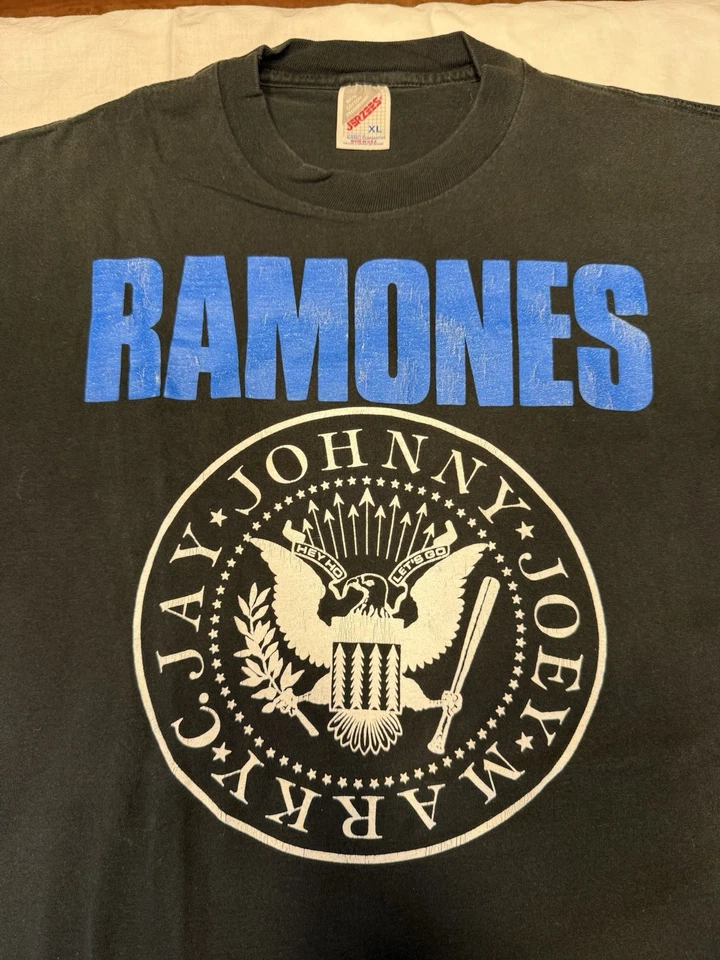 JERZEES
XL
RAMONES
JOHNNY ★ JOEY ★ MARKY ★ C.JAY ★
HEY HO
LET'S GO